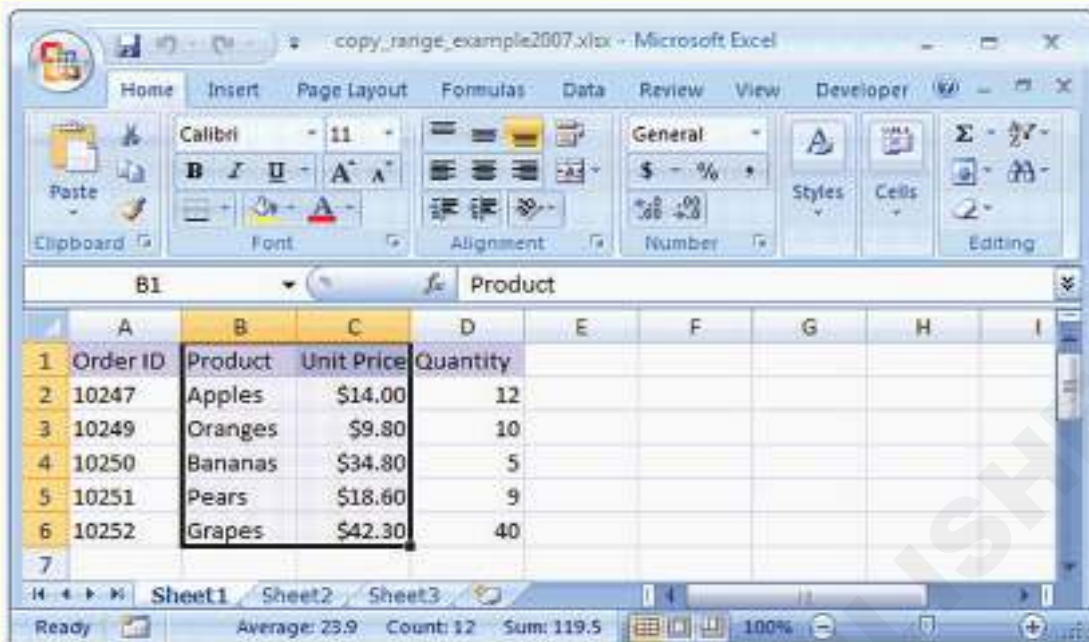 copy_range_example2007.xlsx - Microsoft Excel
Home Insert Page Layout Formulas Data Review View Developer
Calibri 11 General Σ
B I U A A $ - % ,
Paste Styles Cells
Clipboard Font Alignment Number Editing
B1 fx Product
A B C D E F G H I
1 Order ID Product Unit Price Quantity
2 10247 Apples $14.00 12
3 10249 Oranges $9.80 10
4 10250 Bananas $34.80 5
5 10251 Pears $18.60 9
6 10252 Grapes $42.30 40
7
Sheet1 Sheet2 Sheet3
Ready Average: 23.9 Count: 12 Sum: 119.5 100%